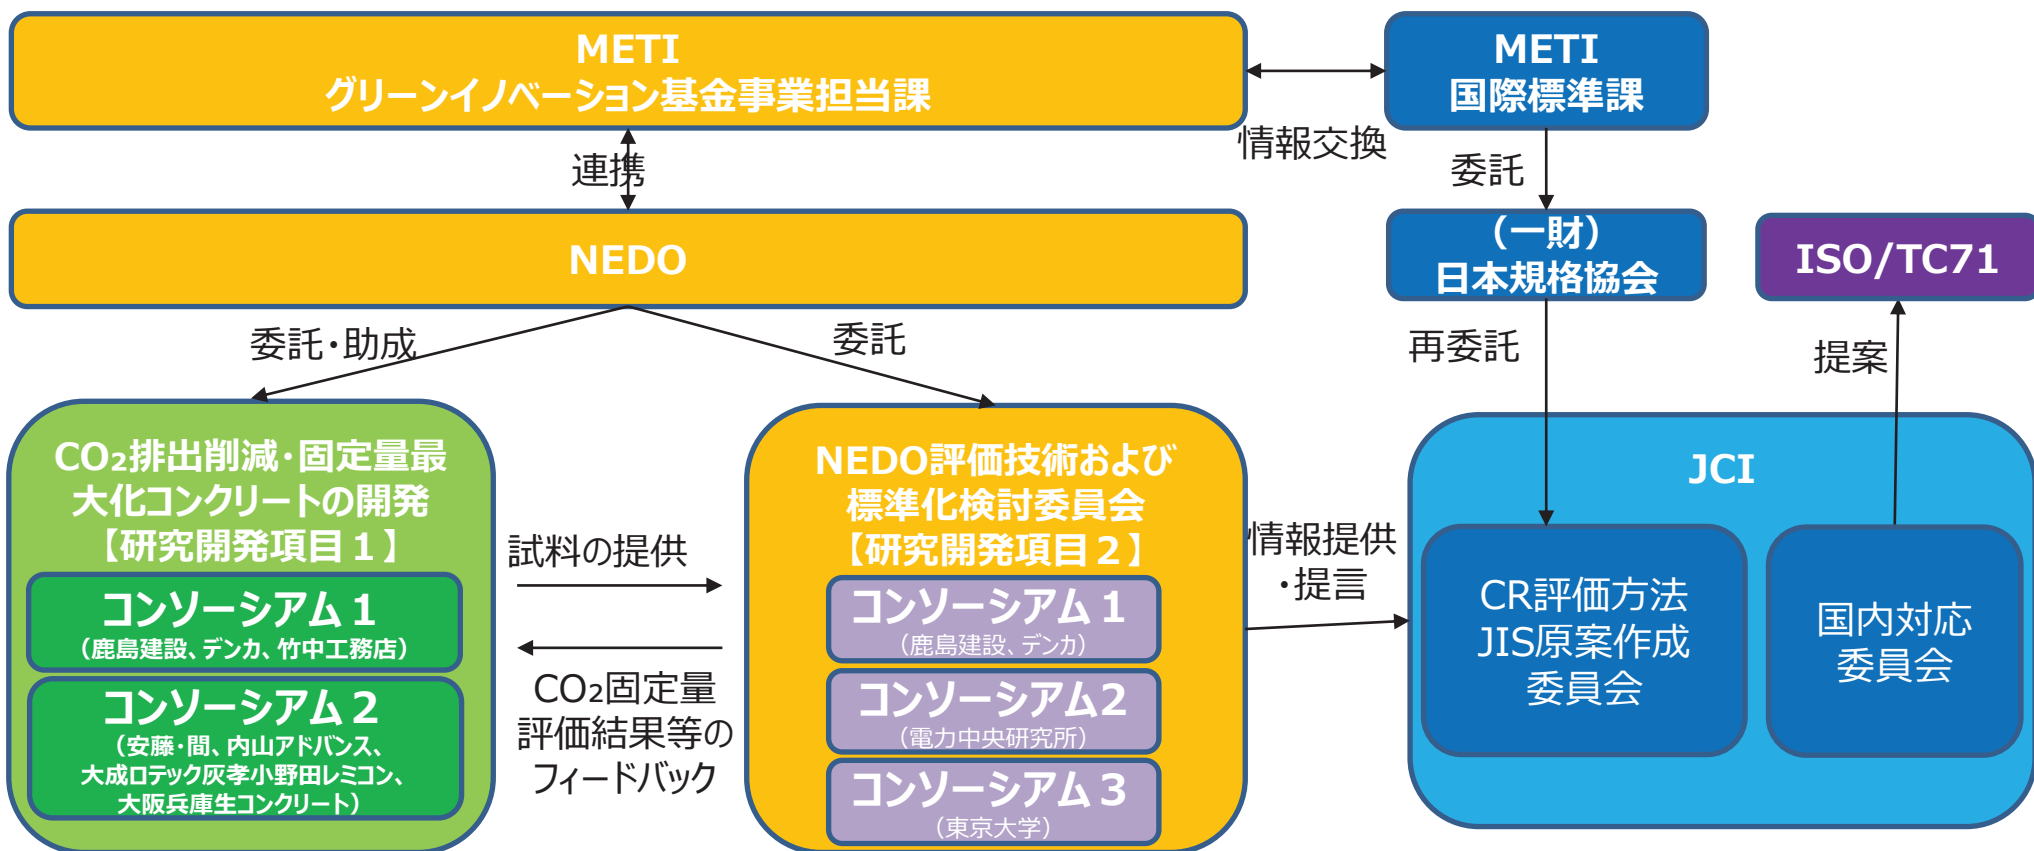 METI
グリーンイノベーション基金事業担当課
METI
国際標準課
情報交換
連携
委託
NEDO
（一財）
日本規格協会
ISO/TC71
委託・助成
委託
再委託
提案
CO₂排出削減・固定量最
大化コンクリートの開発
【研究開発項目１】
コンソーシアム１
（鹿島建設、デンカ、竹中工務店）
コンソーシアム２
（安藤・間、内山アドバンス、
大成ロテック灰孝小野田レミコン、
大阪兵庫生コンクリート）
試料の提供
CO₂固定量
評価結果等の
フィードバック
NEDO評価技術および
標準化検討委員会
【研究開発項目２】
コンソーシアム１
（鹿島建設、デンカ）
コンソーシアム2
（電力中央研究所）
コンソーシアム３
（東京大学）
情報提供
・提言
JCI
CR評価方法
JIS原案作成
委員会
国内対応
委員会